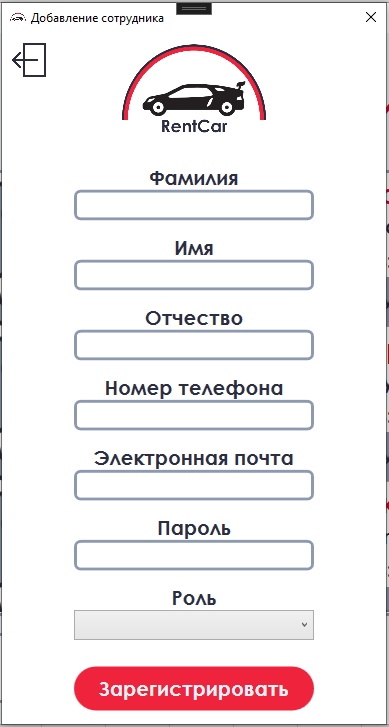 Добавление сотрудника
RentCar
Фамилия
Имя
Отчество
Номер телефона
Электронная почта
Пароль
Роль
Зарегистрировать